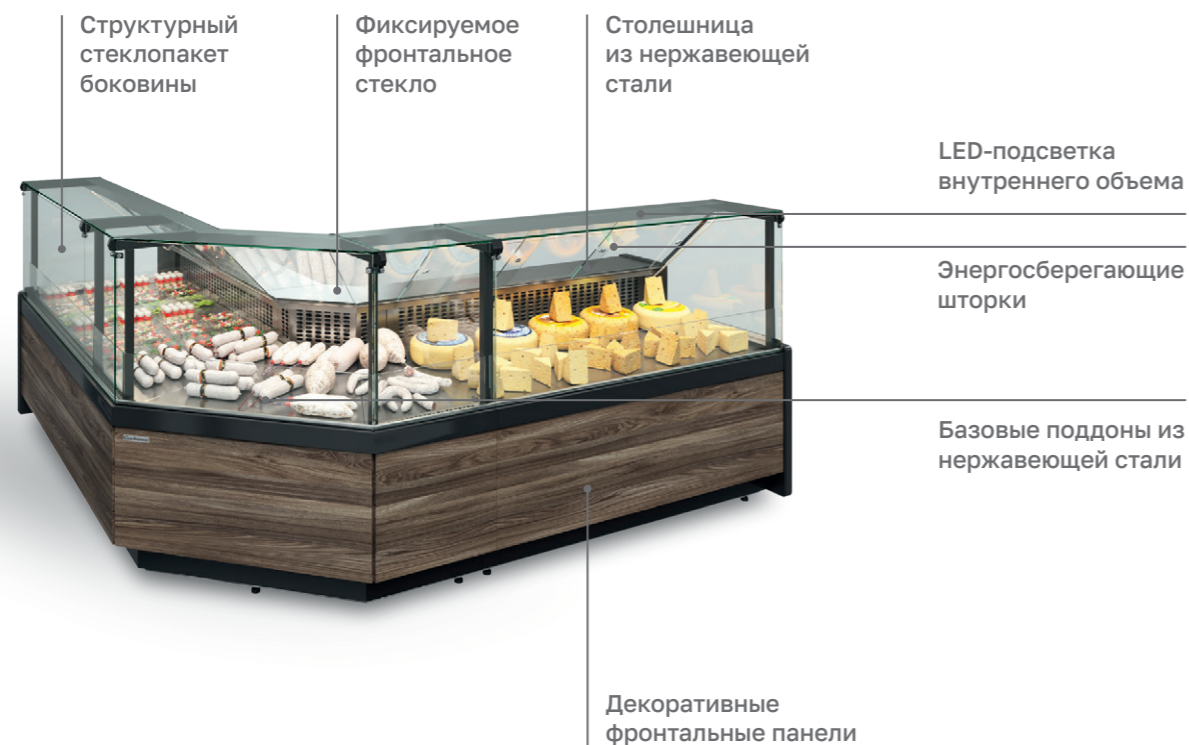 Структурный
стеклопакет
боковины
Фиксируемое
фронтальное
стекло
Столешница
из нержавеющей
стали
LED-подсветка
внутреннего объема
Энергосберегающие
шторки
Базовые поддоны из
нержавеющей стали
Декоративные
фронтальные панели